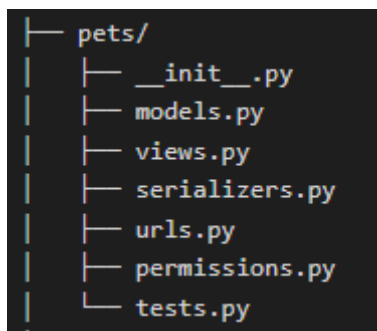 ├── pets/
│   ├── __init__.py
│   ├── models.py
│   ├── views.py
│   ├── serializers.py
│   ├── urls.py
│   ├── permissions.py
│   └── tests.py